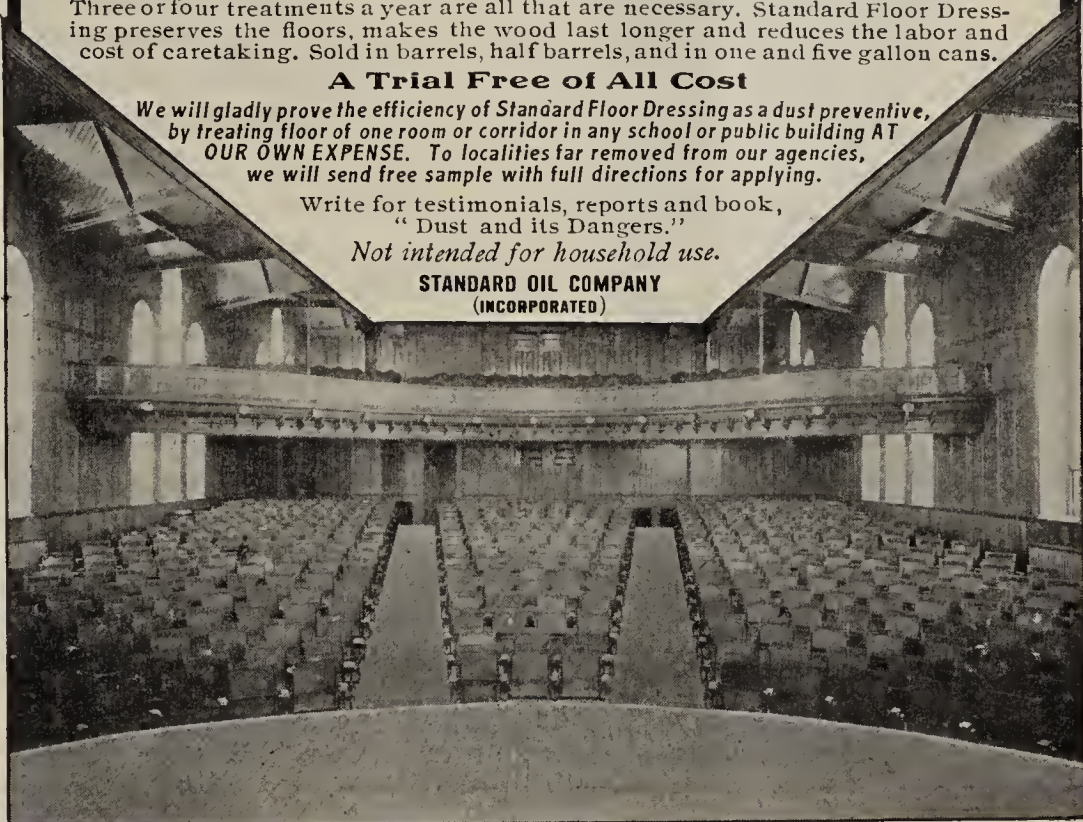 Three or four treatments a year are all that are necessary. Standard Floor Dress-
ing preserves the floors, makes the wood last longer and reduces the labor and
cost of caretaking. Sold in barrels, half barrels, and in one and five gallon cans.
A Trial Free of All Cost
We will gladly prove the efficiency of Standard Floor Dressing as a dust preventive,
by treating floor of one room or corridor in any school or public building AT
OUR OWN EXPENSE. To localities far removed from our agencies,
we will send free sample with full directions for applying.
Write for testimonials, reports and book,
"Dust and its Dangers."
Not intended for household use.
STANDARD OIL COMPANY
(INCORPORATED)